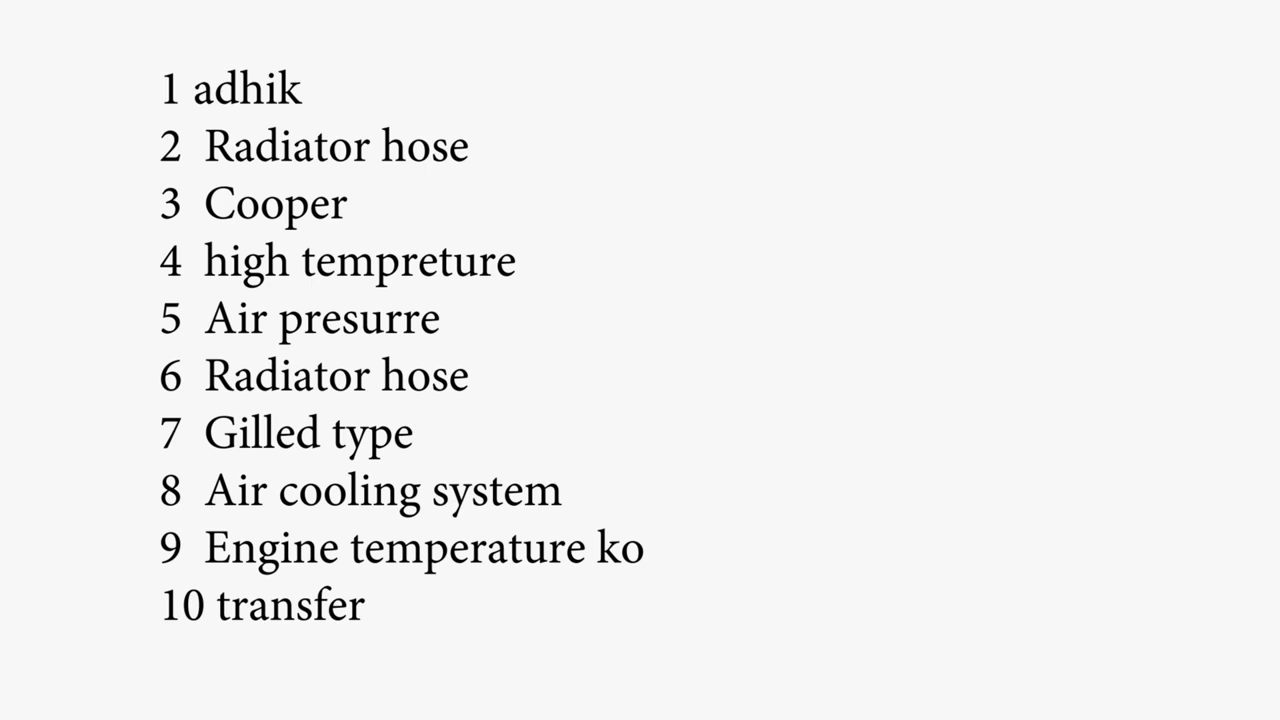 1 adhik
2 Radiator hose
3 Cooper
4 high tempreture
5 Air presurre
6 Radiator hose
7 Gilled type
8 Air cooling system
9 Engine temperature ko
10 transfer